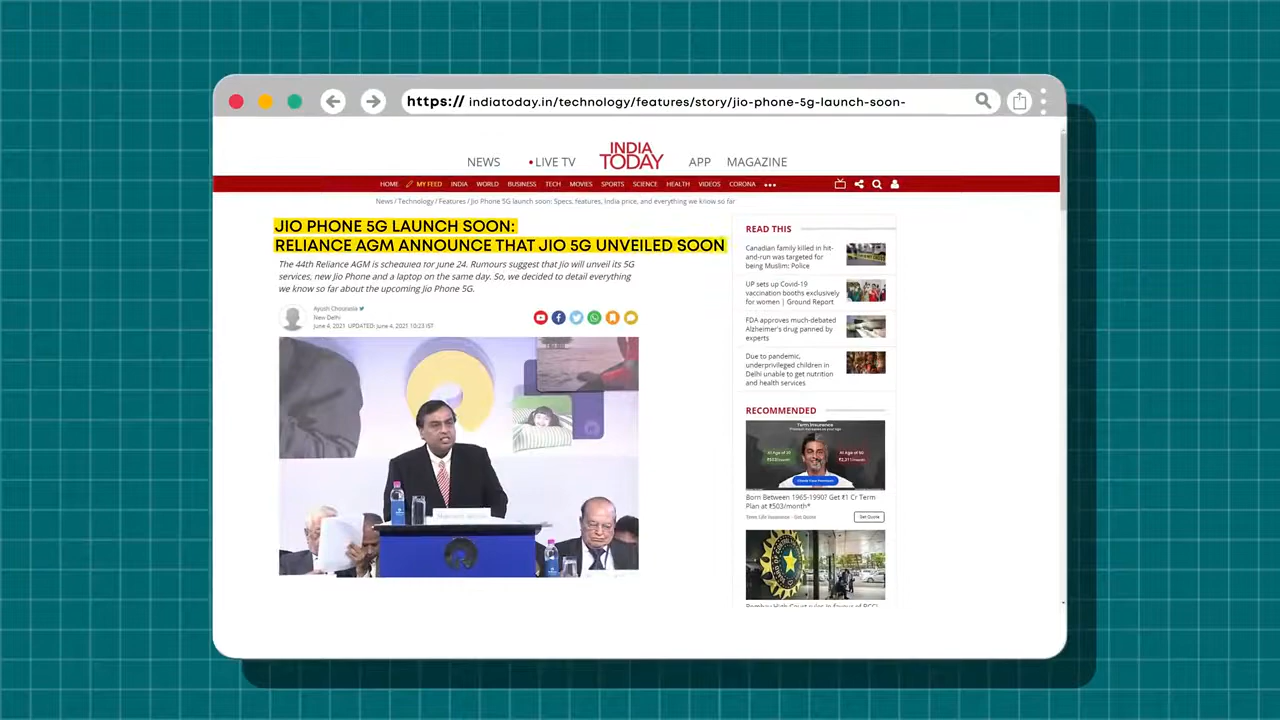 https:// indiatoday.in/technology/features/story/jio-phone-5g-launch-soon-
NEWS
• LIVE TV
INDIA
TODAY
APP
MAGAZINE
HOME MY FEED INDIA WORLD BUSINESS TECH MOVIES SPORTS SCIENCE HEALTH VIDEOS CORONA
News / Technology / Features / Jio Phone 5G launch soon: Specs, features, India price, and everything we know so far
JIO PHONE 5G LAUNCH SOON:
RELIANCE AGM ANNOUNCE THAT JIO 5G UNVEILED SOON
The 44th Reliance AGM is scheduled for June 24. Rumours suggest that Jio will unveil its 5G
services, new Jio Phone and a laptop on the same day. So, we decided to detail everything
we know so far about the upcoming Jio Phone 5G.
Ayush Chourasia
New Delhi
June 4, 2021 UPDATED: June 4, 2021 10:23 IST
READ THIS
Canadian family killed in hit-
and-run was targeted for
being Muslim: Police
UP sets up Covid-19
vaccination booths exclusively
for women | Ground Report
FDA approves much-debated
Alzheimer's drug panned by
experts
Due to pandemic,
underprivileged children in
Delhi unable to get nutrition
and health services
RECOMMENDED
Term Insurance
Born Between 1965-1990? Get ₹1 Cr Term
Plan at ₹503/month*
Get Quote